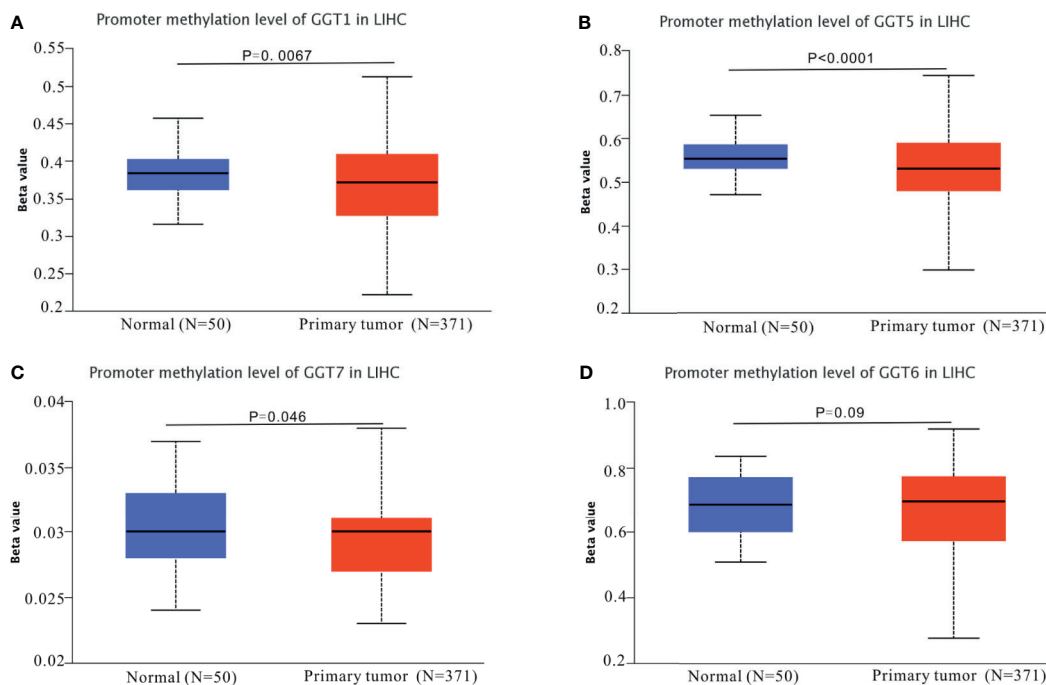 A
Promoter methylation level of GGT1 in LIHC
P=0.0067
0.55
0.5
0.45
0.4
0.35
0.3
0.25
0.2
Beta value
Normal (N=50) Primary tumor (N=371)
B
Promoter methylation level of GGT5 in LIHC
P<0.0001
0.8
0.7
0.6
0.5
0.4
0.3
0.2
Beta value
Normal (N=50) Primary tumor (N=371)
C
Promoter methylation level of GGT7 in LIHC
P=0.046
0.04
0.035
0.03
0.025
0.02
Beta value
Normal (N=50) Primary tumor (N=371)
D
Promoter methylation level of GGT6 in LIHC
P=0.09
1.0
0.8
0.6
0.4
0.2
Beta value
Normal (N=50) Primary tumor (N=371)